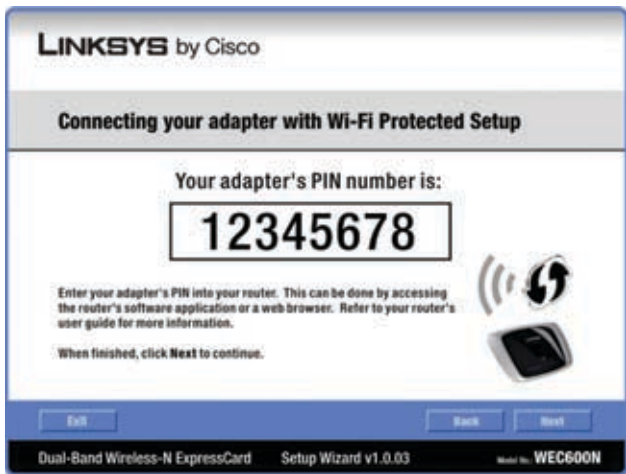 LINKSYS by Cisco
Connecting your adapter with Wi-Fi Protected Setup
Your adapter's PIN number is:
12345678
Enter your adapter's PIN into your router. This can be done by accessing
the router's software application or a web browser. Refer to your router's
user guide for more information.
When finished, click Next to continue.
Exit Back Next
Dual-Band Wireless-N ExpressCard Setup Wizard v1.0.03 Model No. WEC600N